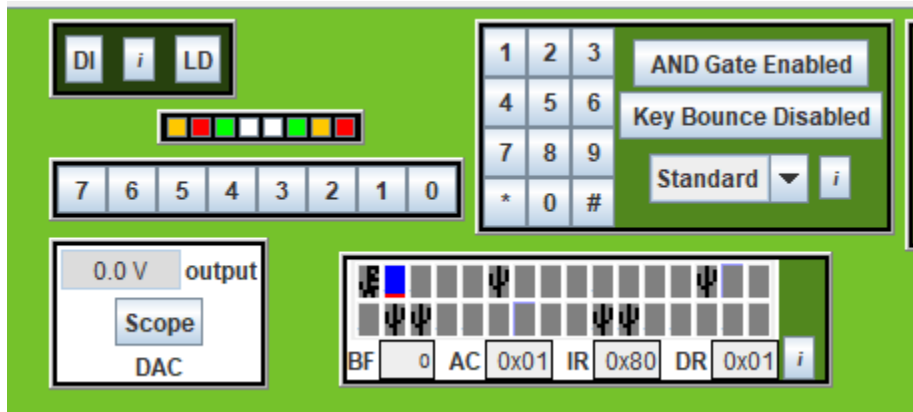 DI i LD
1 2 3
4 5 6
7 8 9
* 0 #
AND Gate Enabled
Key Bounce Disabled
Standard i
7 6 5 4 3 2 1 0
0.0 V output
Scope
DAC
BF 0 AC 0x01 IR 0x80 DR 0x01 i